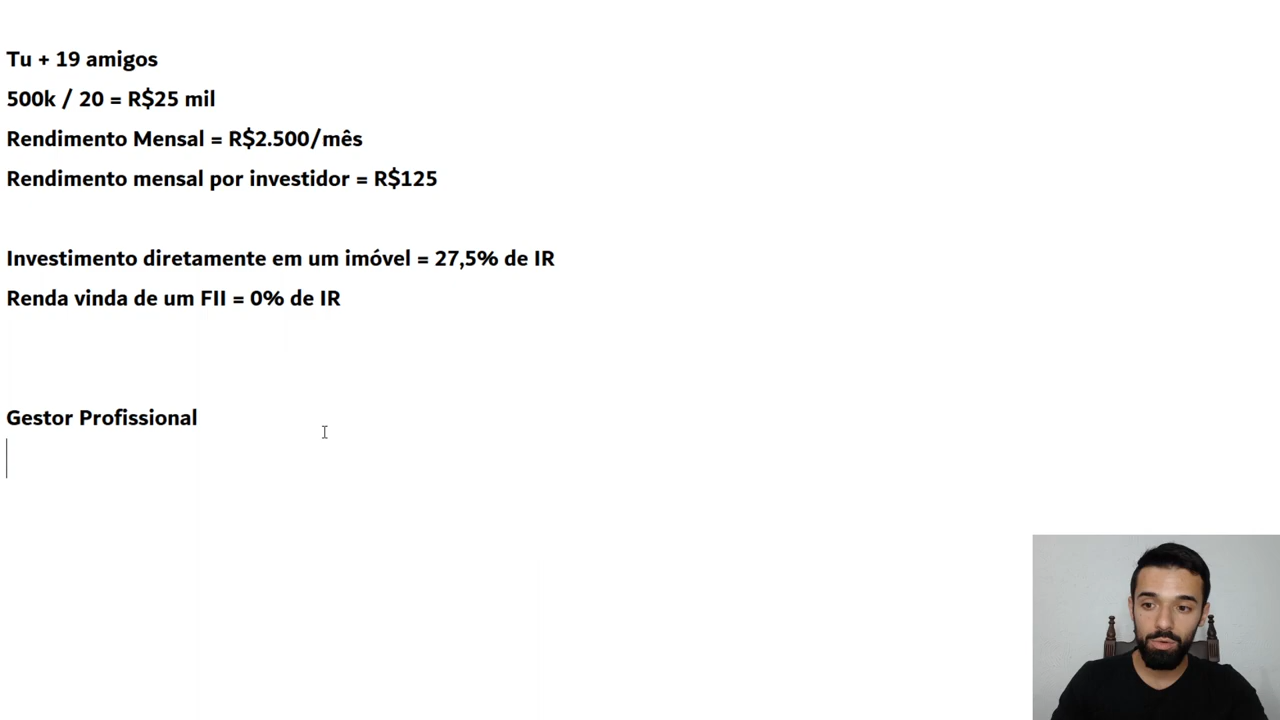 Tu + 19 amigos
500k / 20 = R$25 mil
Rendimento Mensal = R$2.500/mês
Rendimento mensal por investidor = R$125
Investimento diretamente em um imóvel = 27,5% de IR
Renda vinda de um FII = 0% de IR
Gestor Profissional